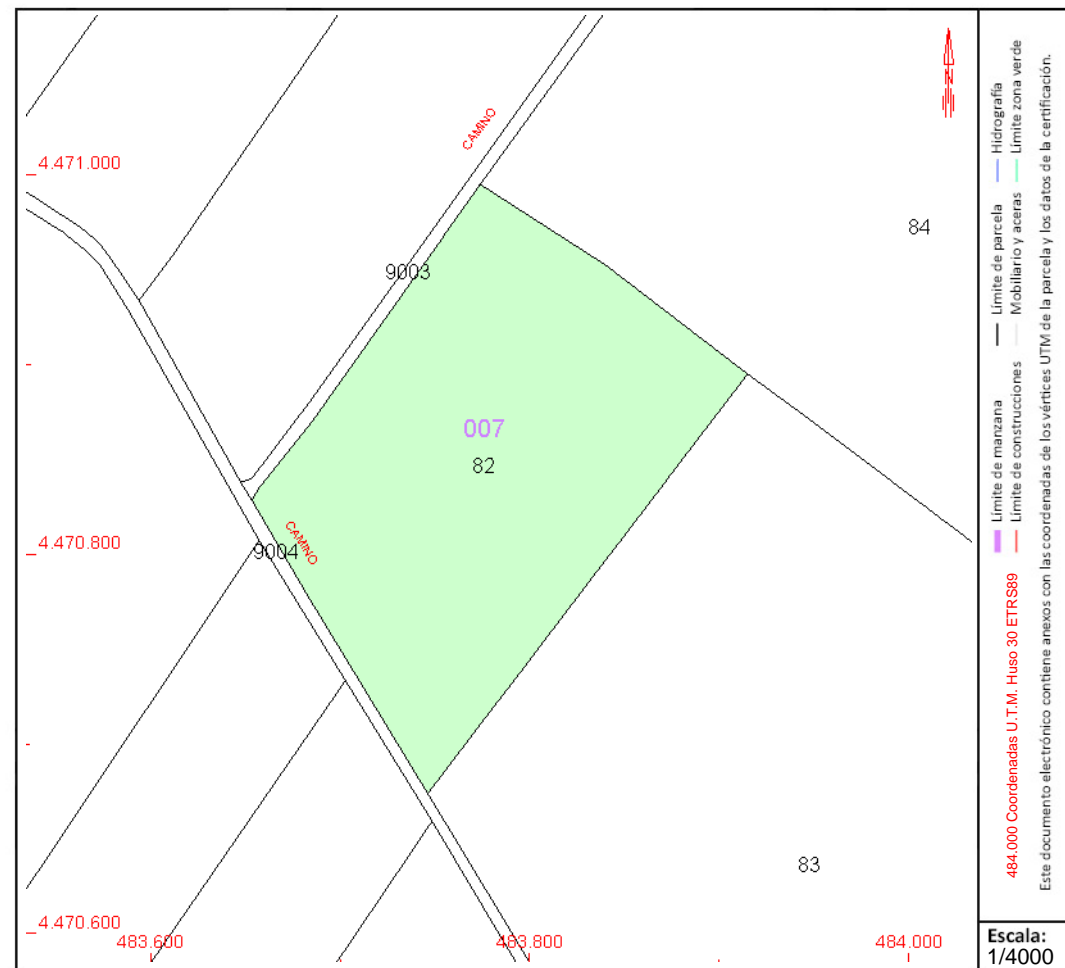 CAMINO
4.471.000
84
9003
007
82
4.470.800
CAMINO
9004
83
4.470.600
483.600
483.800
484.000
N
Límite de manzana
Límite de parcela
Hidrografía
Límite de construcciones
Mobiliario y aceras
Límite zona verde
484.000 Coordenadas U.T.M. Huso 30 ETRS89
Este documento electrónico contiene anexos con las coordenadas de los vértices UTM de la parcela y los datos de la certificación.
Escala:
1/4000